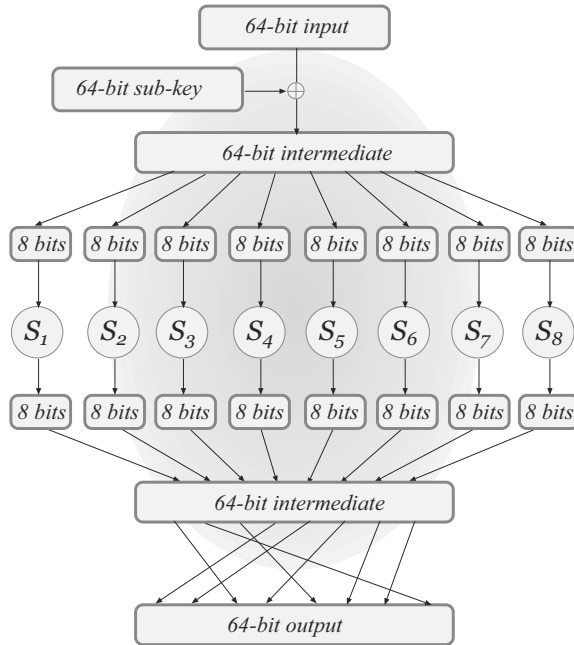 64-bit input
64-bit sub-key
64-bit intermediate
8 bits 8 bits 8 bits 8 bits 8 bits 8 bits 8 bits 8 bits
S1 S2 S3 S4 S5 S6 S7 S8
8 bits 8 bits 8 bits 8 bits 8 bits 8 bits 8 bits 8 bits
64-bit intermediate
64-bit output